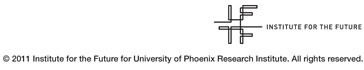 INSTITUTE FOR THE FUTURE
© 2011 Institute for the Future for University of Phoenix Research Institute. All rights reserved.